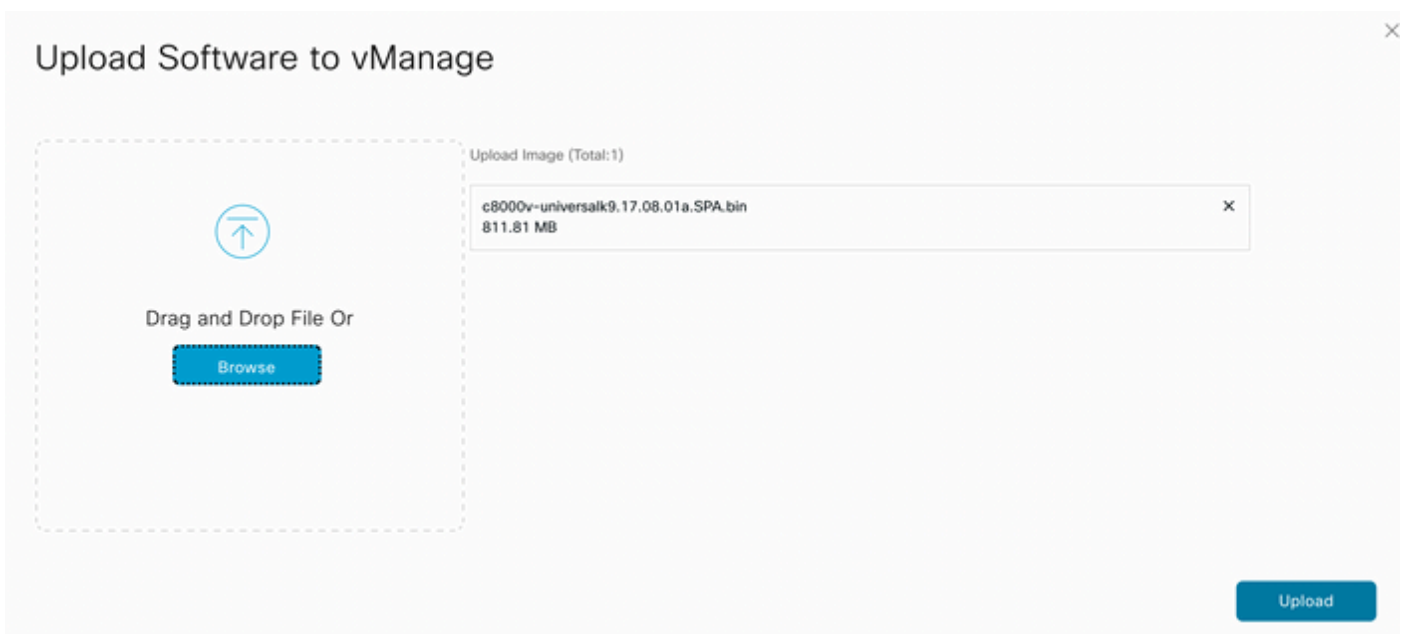 Upload Software to vManage
Upload Image (Total:1)
c8000v-universalk9.17.08.01a.SPA.bin
811.81 MB
Drag and Drop File Or
Browse
Upload